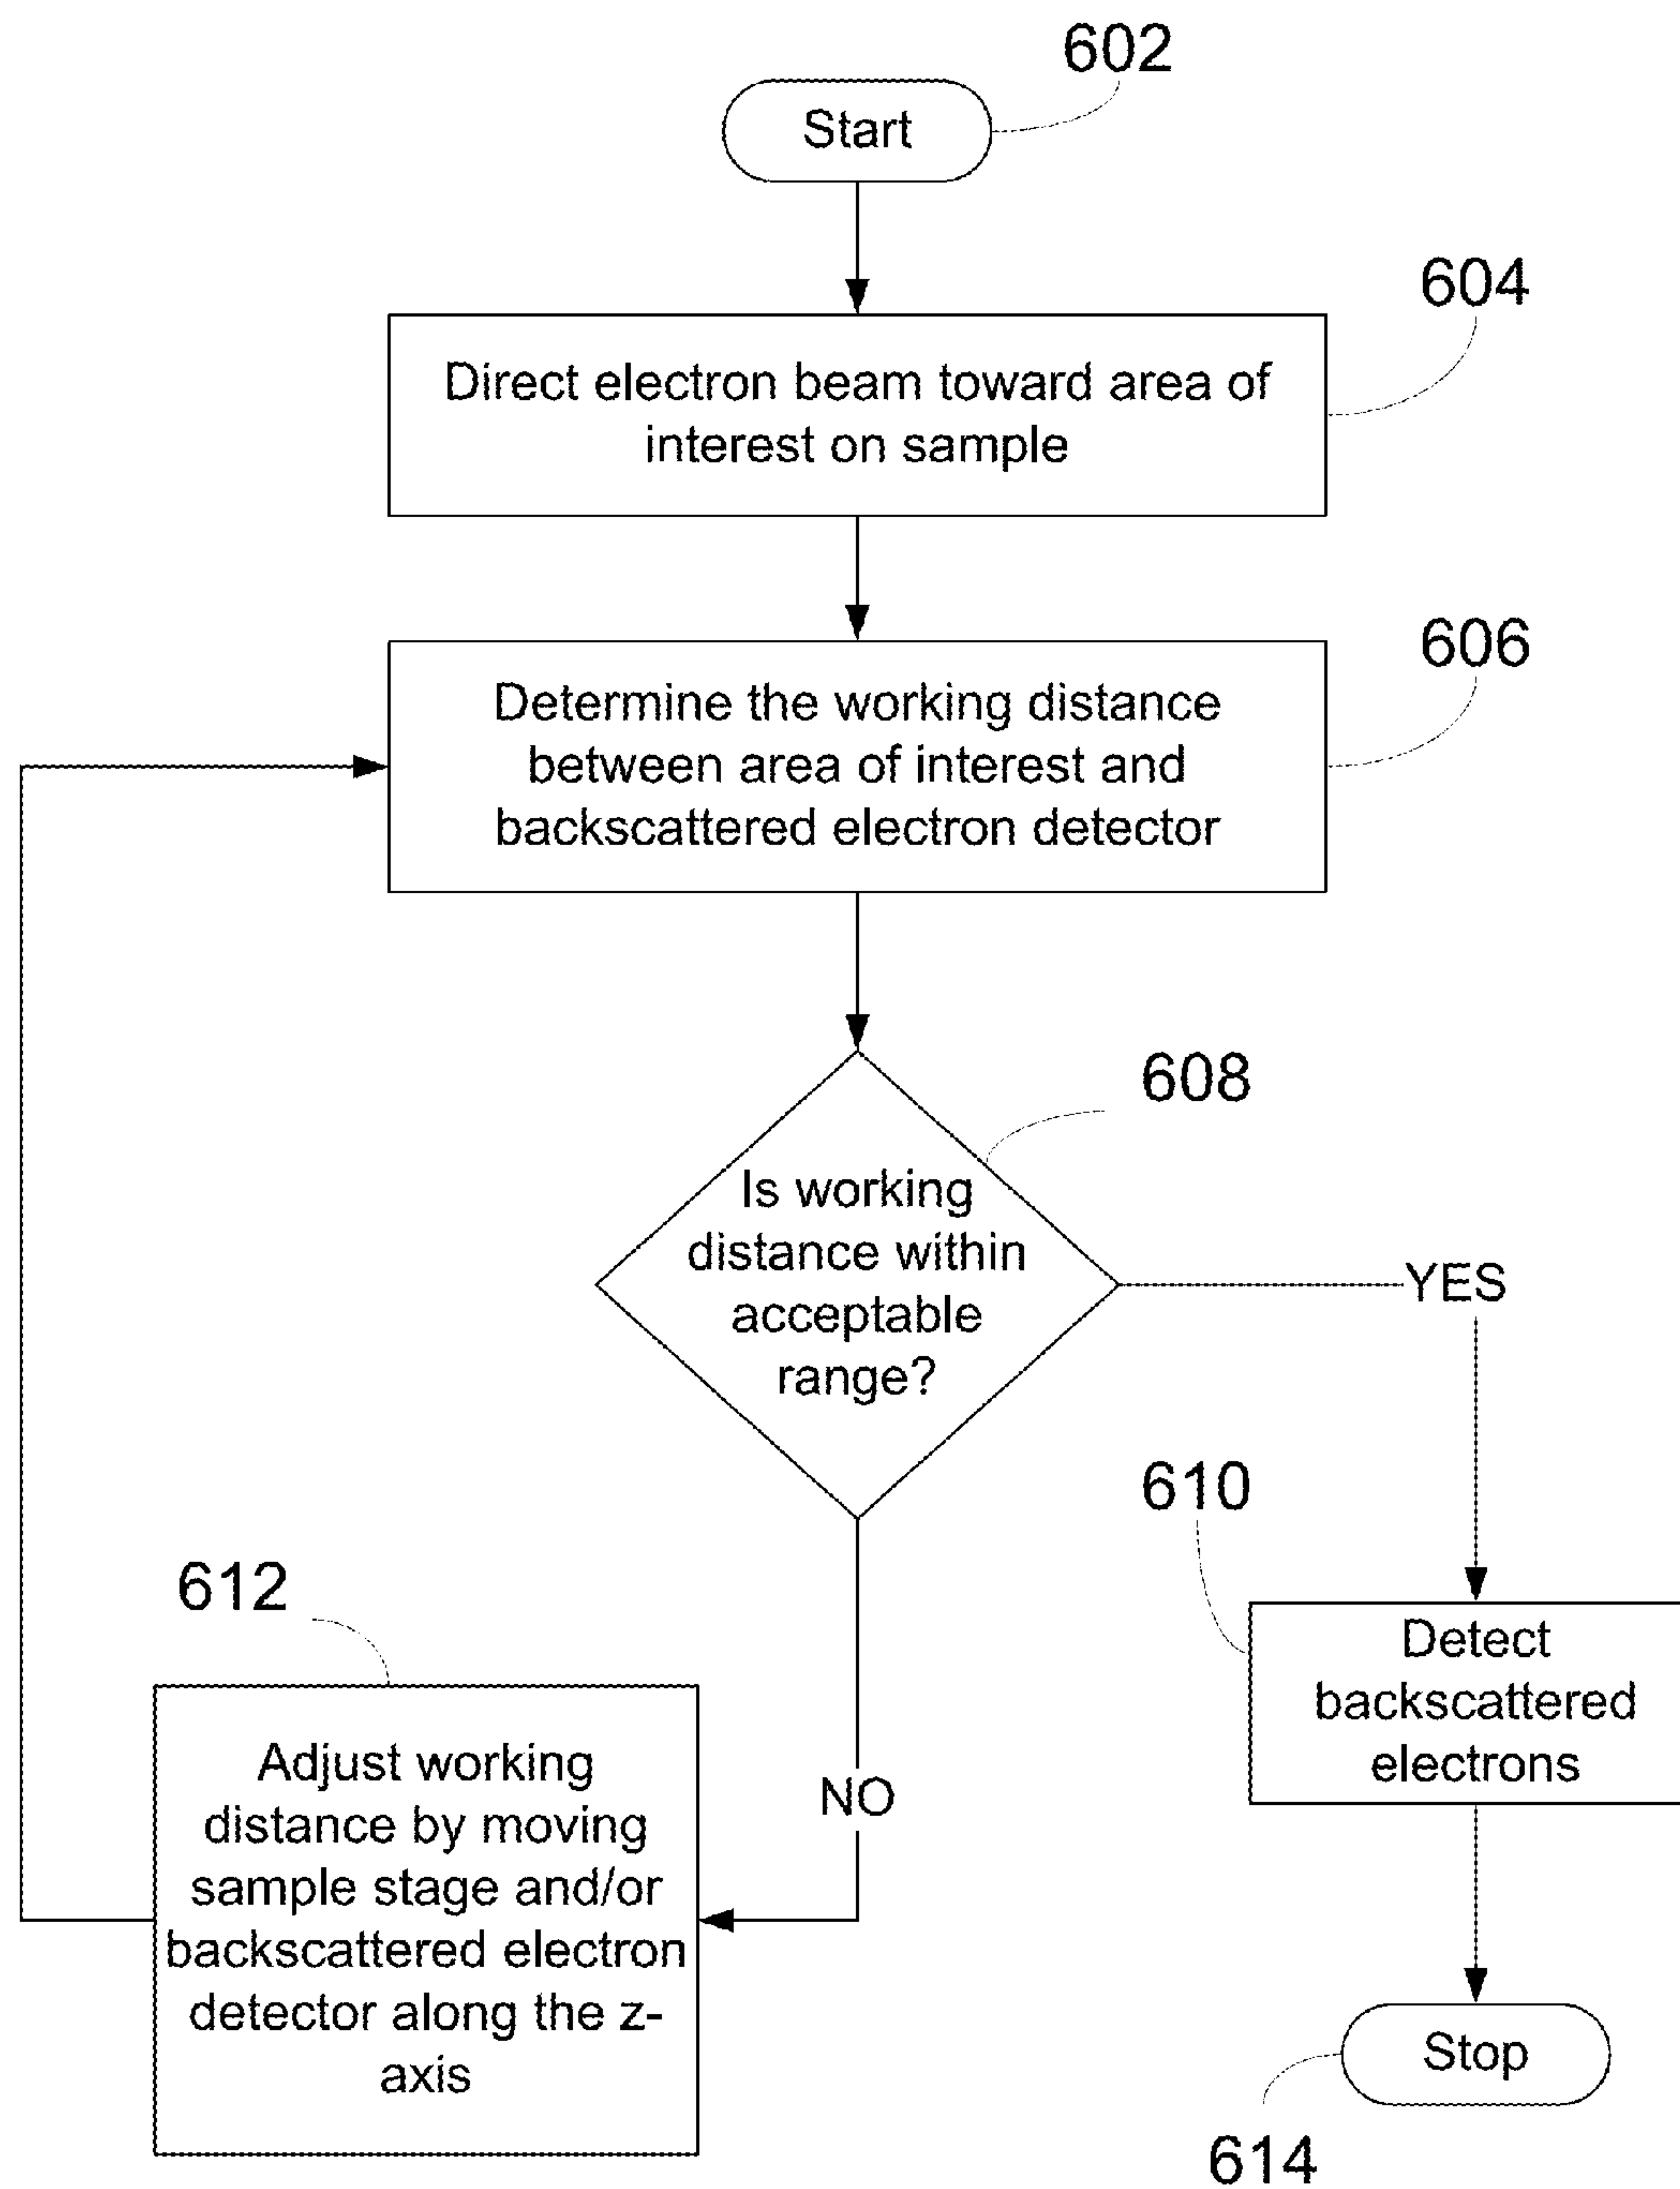 602
Start
604
Direct electron beam toward area of
interest on sample
606
Determine the working distance
between area of interest and
backscattered electron detector
608
Is working
distance within
acceptable
range?
YES
610
Detect
backscattered
electrons
612
NO
Adjust working
distance by moving
sample stage and/or
backscattered electron
detector along the z-
axis
Stop
614